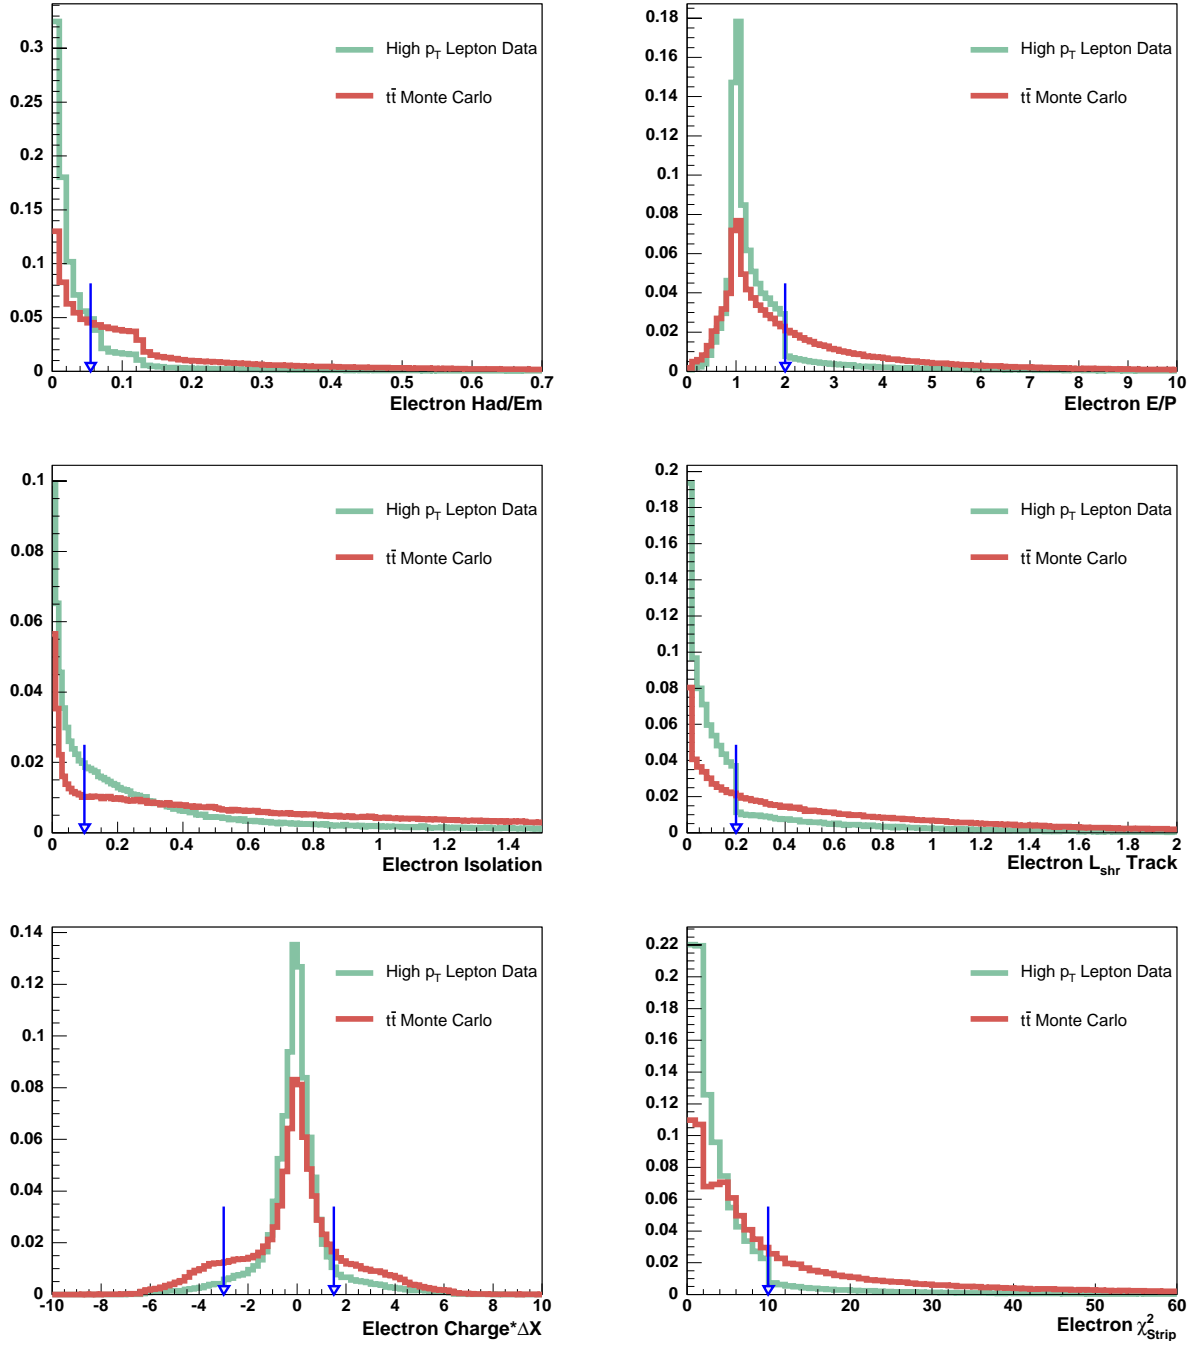 0.3
0.25
0.2
0.15
0.1
0.05
0
0 0.1 0.2 0.3 0.4 0.5 0.6 0.7
High pT Lepton Data
tt̄ Monte Carlo
Electron Had/Em
0.18
0.16
0.14
0.12
0.1
0.08
0.06
0.04
0.02
0
0 1 2 3 4 5 6 7 8 9 10
High pT Lepton Data
tt̄ Monte Carlo
Electron E/P
0.1
0.08
0.06
0.04
0.02
0
0 0.2 0.4 0.6 0.8 1 1.2 1.4
High pT Lepton Data
tt̄ Monte Carlo
Electron Isolation
0.2
0.18
0.16
0.14
0.12
0.1
0.08
0.06
0.04
0.02
0
0 0.2 0.4 0.6 0.8 1 1.2 1.4 1.6 1.8 2
High pT Lepton Data
tt̄ Monte Carlo
Electron Lshr Track
0.14
0.12
0.1
0.08
0.06
0.04
0.02
0
-10 -8 -6 -4 -2 0 2 4 6 8 10
High pT Lepton Data
tt̄ Monte Carlo
Electron Charge*ΔX
0.22
0.2
0.18
0.16
0.14
0.12
0.1
0.08
0.06
0.04
0.02
0
0 10 20 30 40 50 60
High pT Lepton Data
tt̄ Monte Carlo
Electron χ²Strip